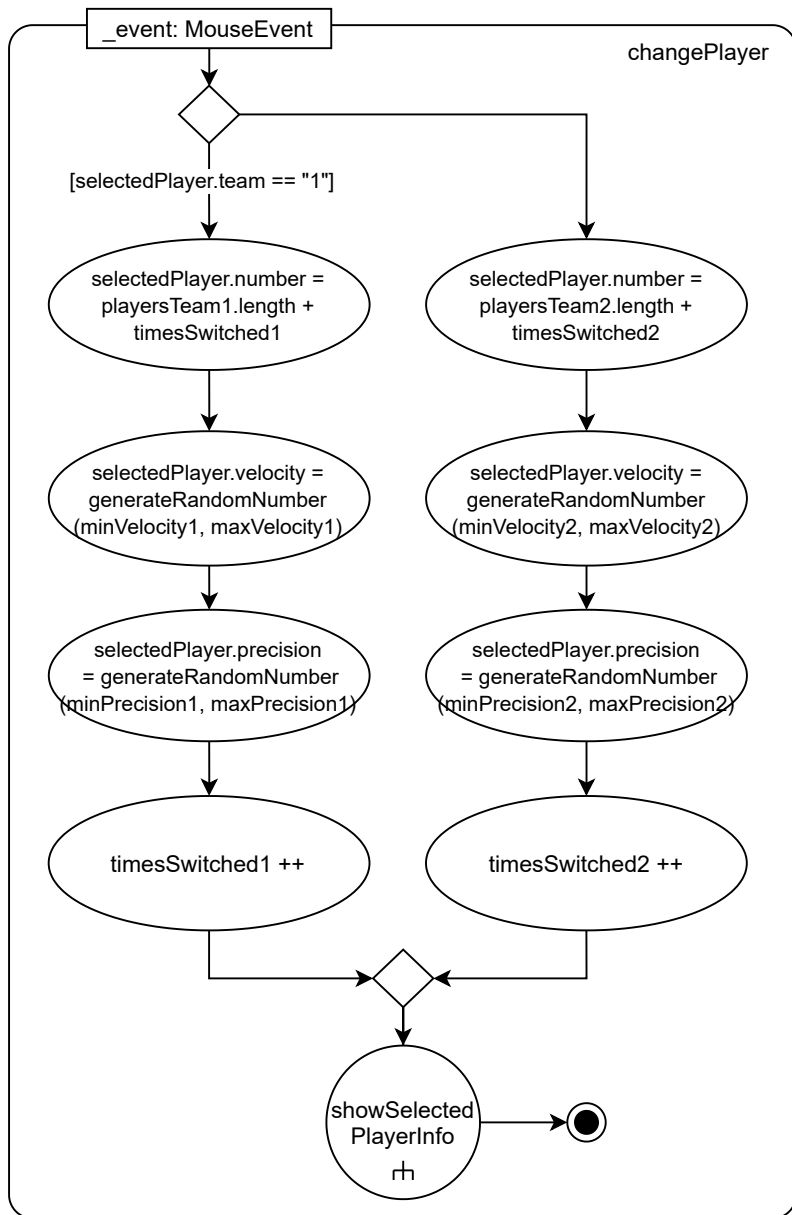 _event: MouseEvent
changePlayer
[selectedPlayer.team == "1"]
selectedPlayer.number =
playersTeam1.length +
timesSwitched1
selectedPlayer.number =
playersTeam2.length +
timesSwitched2
selectedPlayer.velocity =
generateRandomNumber
(minVelocity1, maxVelocity1)
selectedPlayer.velocity =
generateRandomNumber
(minVelocity2, maxVelocity2)
selectedPlayer.precision
= generateRandomNumber
(minPrecision1, maxPrecision1)
selectedPlayer.precision
= generateRandomNumber
(minPrecision2, maxPrecision2)
timesSwitched1 ++
timesSwitched2 ++
showSelected
PlayerInfo